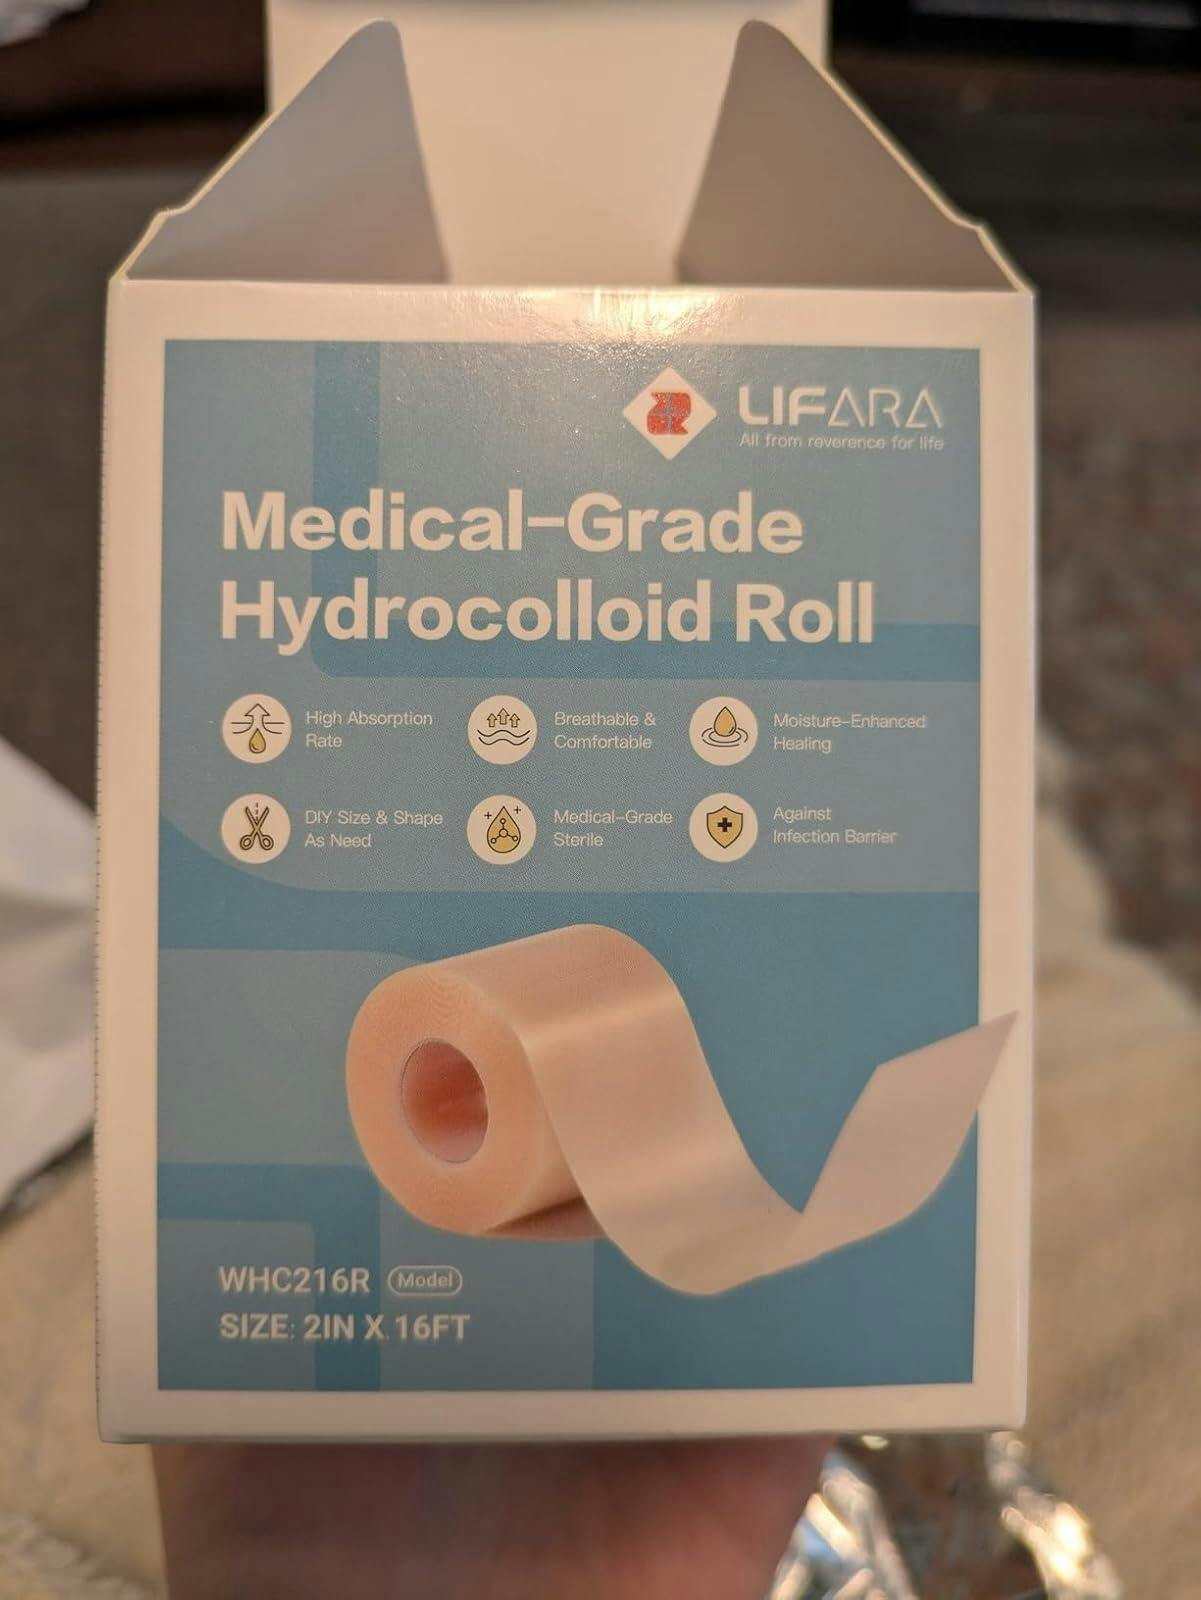 LIFARA
All from reverence for life
Medical-Grade
Hydrocolloid Roll
High Absorption
Rate
Breathable &
Comfortable
Moisture-Enhanced
Healing
DIY Size & Shape
As Need
Medical-Grade
Sterile
Against
Infection Barrier
WHC216R Model
SIZE: 2IN X 16FT